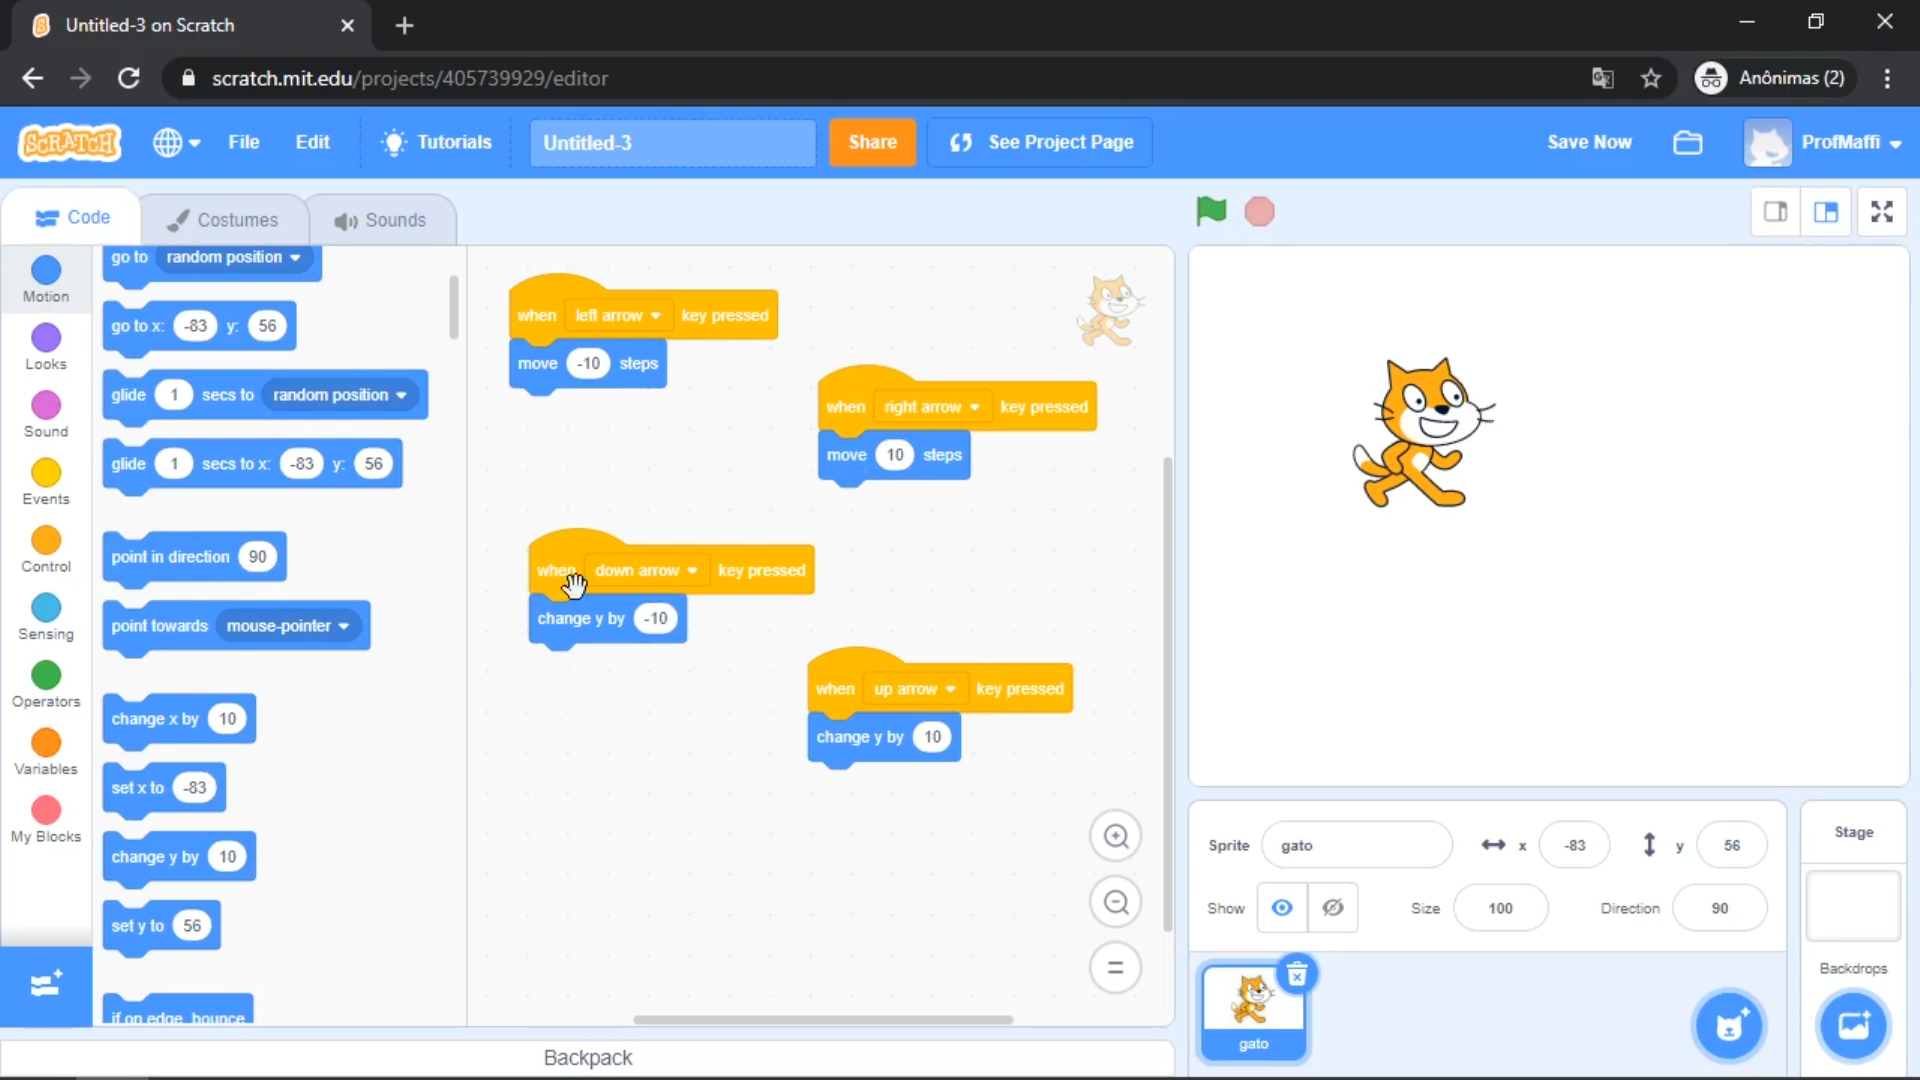 Untitled-3 on Scratch
scratch.mit.edu/projects/405739929/editor
Anônimas (2)
SCRATCH
File
Edit
Tutorials
Untitled-3
Share
See Project Page
Save Now
ProfMaffi
Code
Costumes
Sounds
Motion
Looks
Sound
Events
Control
Sensing
Operators
Variables
My Blocks
go to random position
go to x: -83 y: 56
glide 1 secs to random position
glide 1 secs to x: -83 y: 56
point in direction 90
point towards mouse-pointer
change x by 10
set x to -83
change y by 10
set y to 56
if on edge, bounce
when left arrow key pressed
move -10 steps
when right arrow key pressed
move 10 steps
when down arrow key pressed
change y by -10
when up arrow key pressed
change y by 10
Sprite gato x -83 y 56
Show Size 100 Direction 90
gato
Stage
Backdrops
Backpack